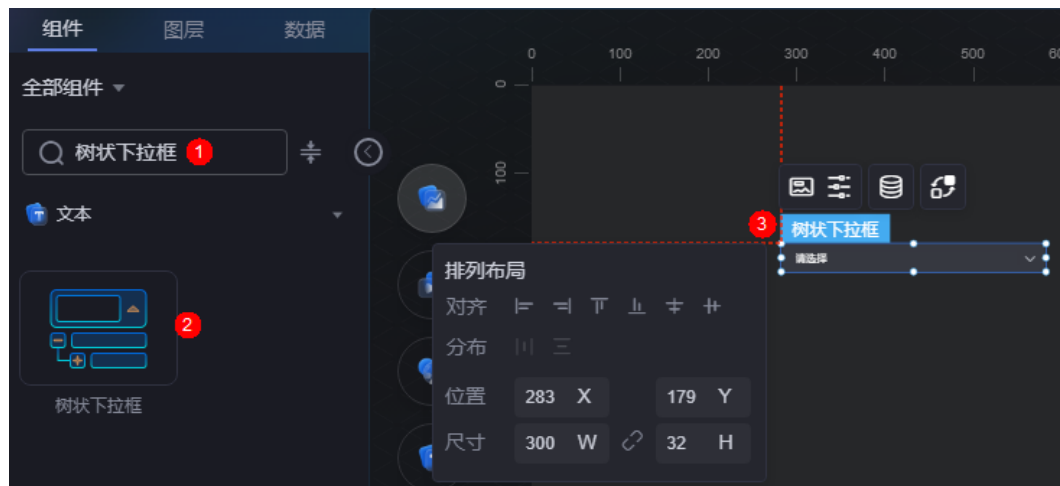 组件 图层 数据
全部组件
树状下拉框 1
文本
2
树状下拉框
0 100 200 300 400 500 60
0
100
3
树状下拉框
请选择
排列布局
对齐
分布
位置 283 X 179 Y
尺寸 300 W 32 H